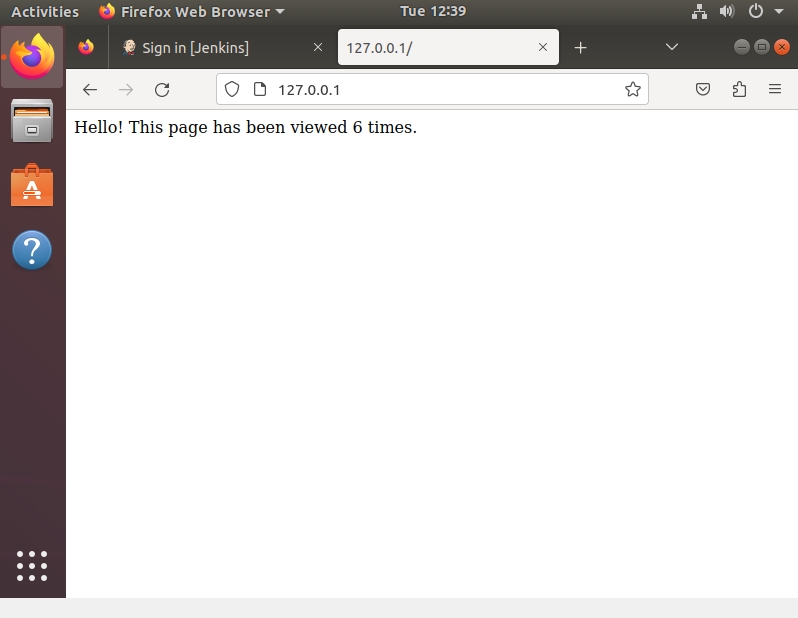 Activities Firefox Web Browser Tue 12:39
Sign in [Jenkins] 127.0.0.1/
127.0.0.1
Hello! This page has been viewed 6 times.